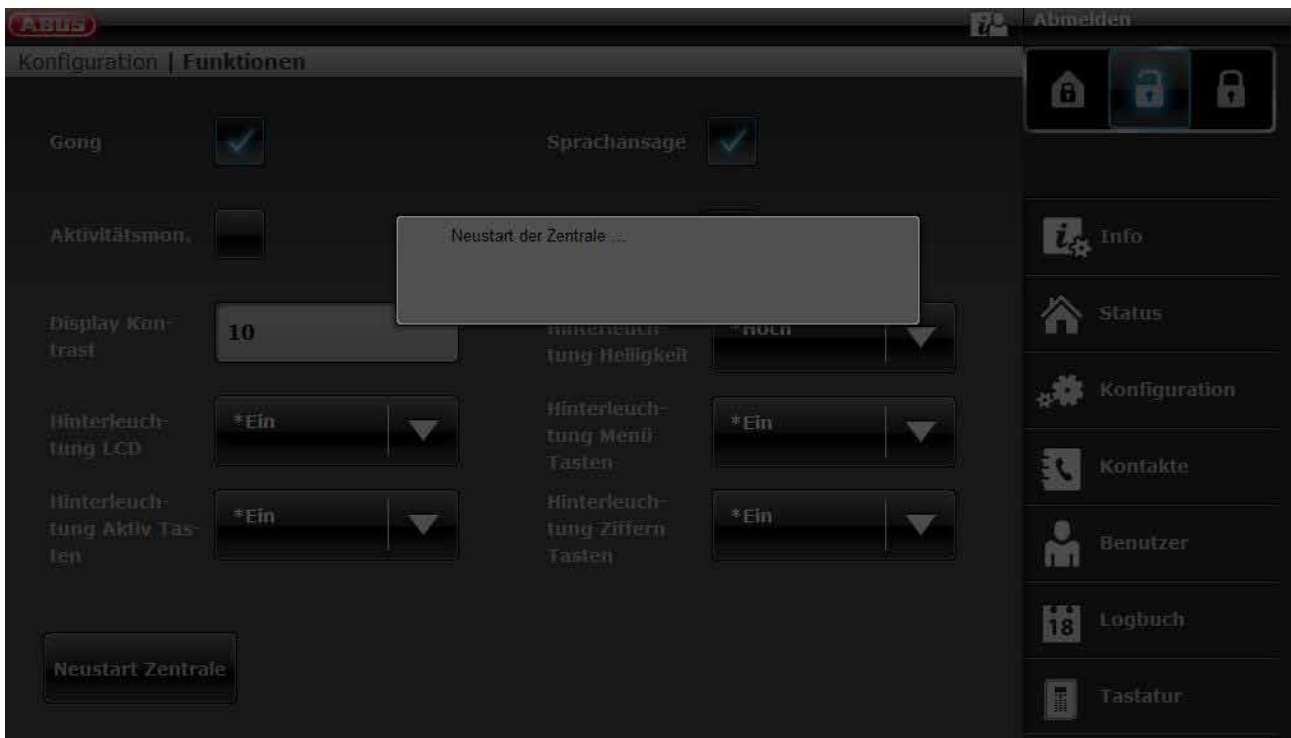 ABUS
Abmelden
Konfiguration | Funktionen
Gong
Sprachansage
Aktivitätsmon.
Neustart der Zentrale ...
Display Kon-
trast
10
Hinterleuch-
tung Helligkeit
*Hoch
Hinterleuch-
tung LCD
*Ein
Hinterleuch-
tung Menü
Tasten
*Ein
Hinterleuch-
tung Aktiv Tas-
ten
*Ein
Hinterleuch-
tung Ziffern
Tasten
*Ein
Neustart Zentrale
Info
Status
Konfiguration
Kontakte
Benutzer
18
Logbuch
Tastatur